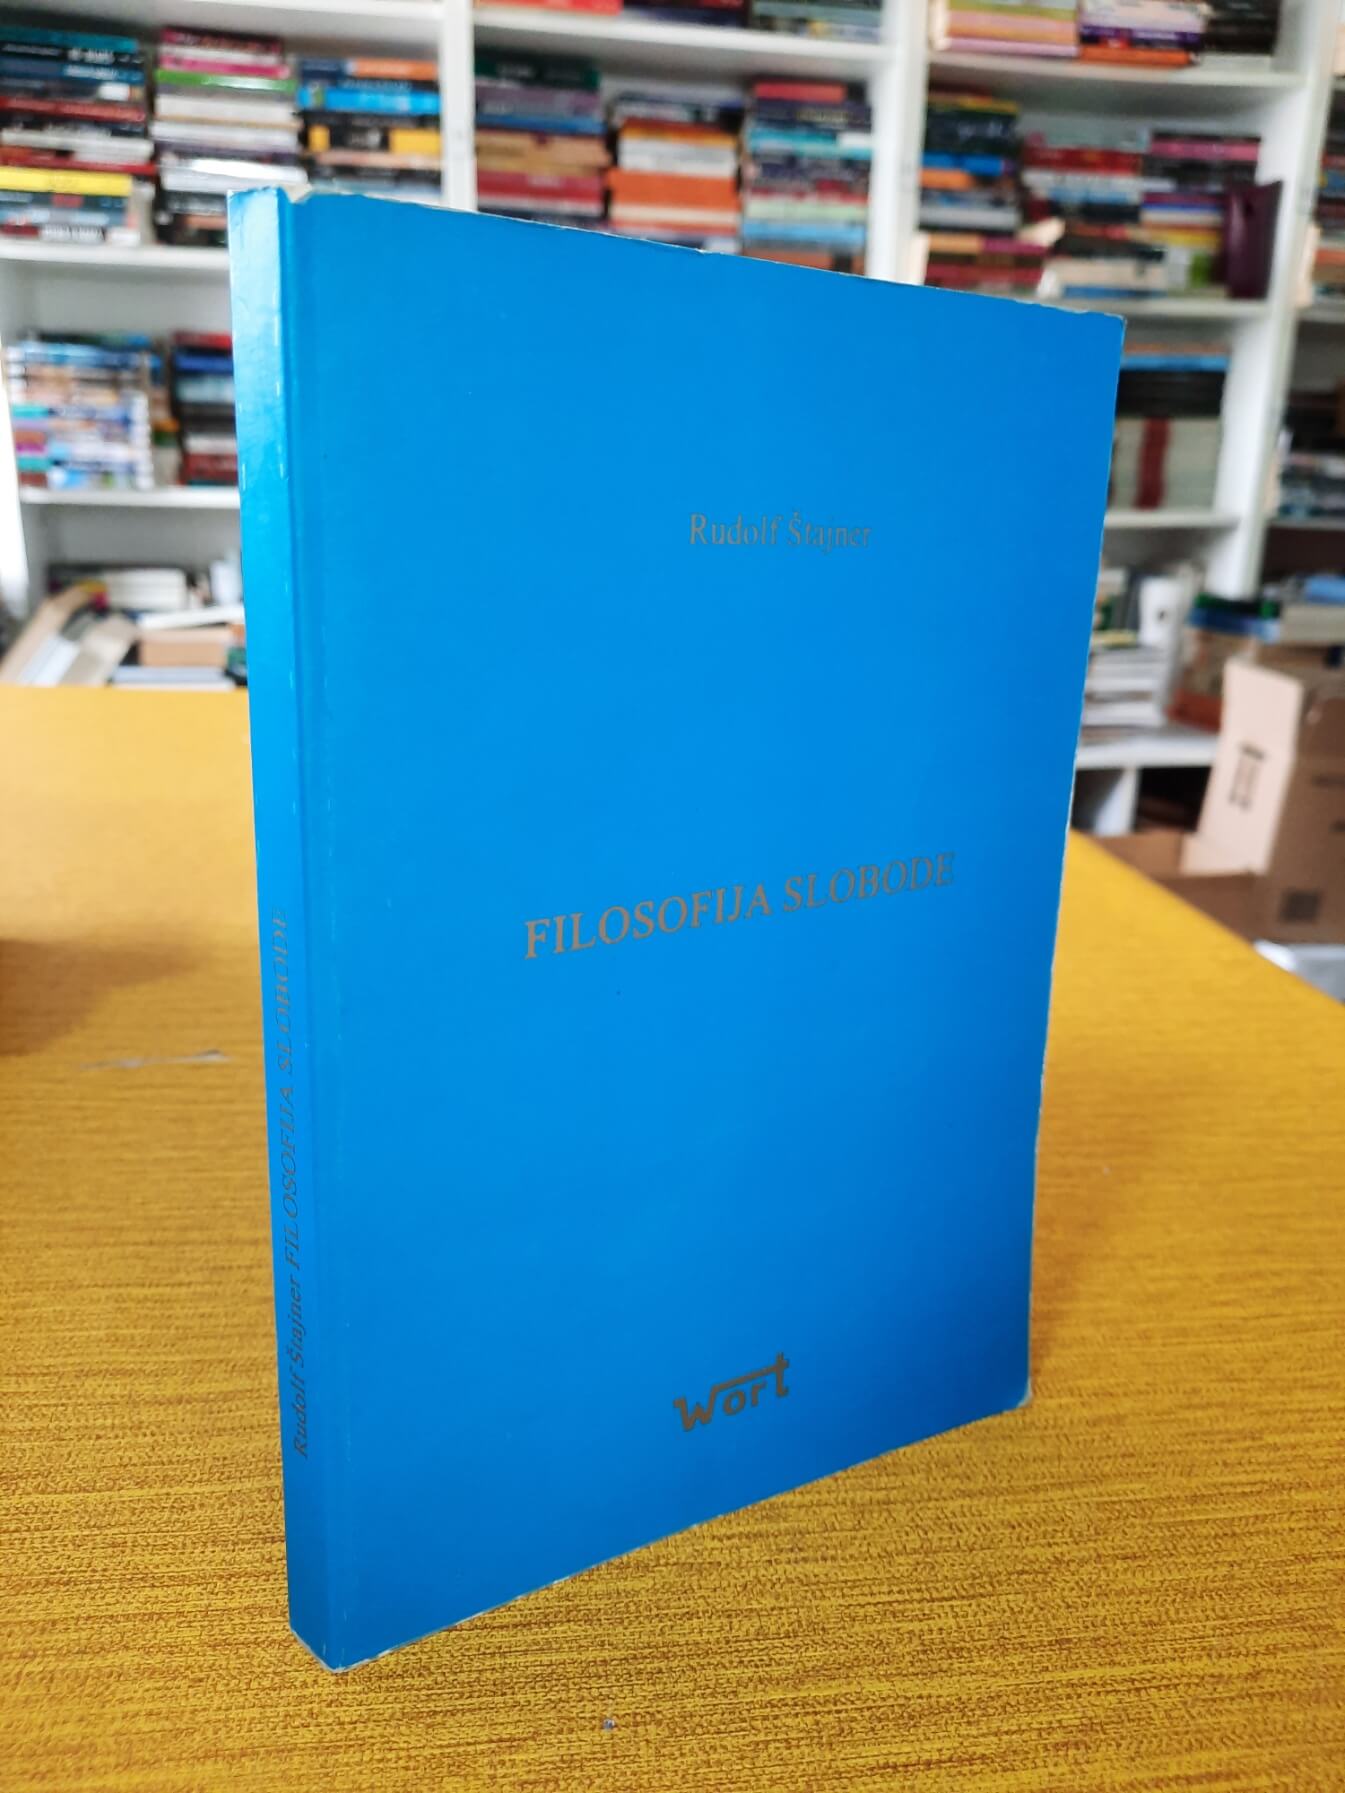 Rudolf Štajner
FILOSOFIJA SLOBODE
Wort
Rudolf Štajner FILOSOFIJA SLOBODE